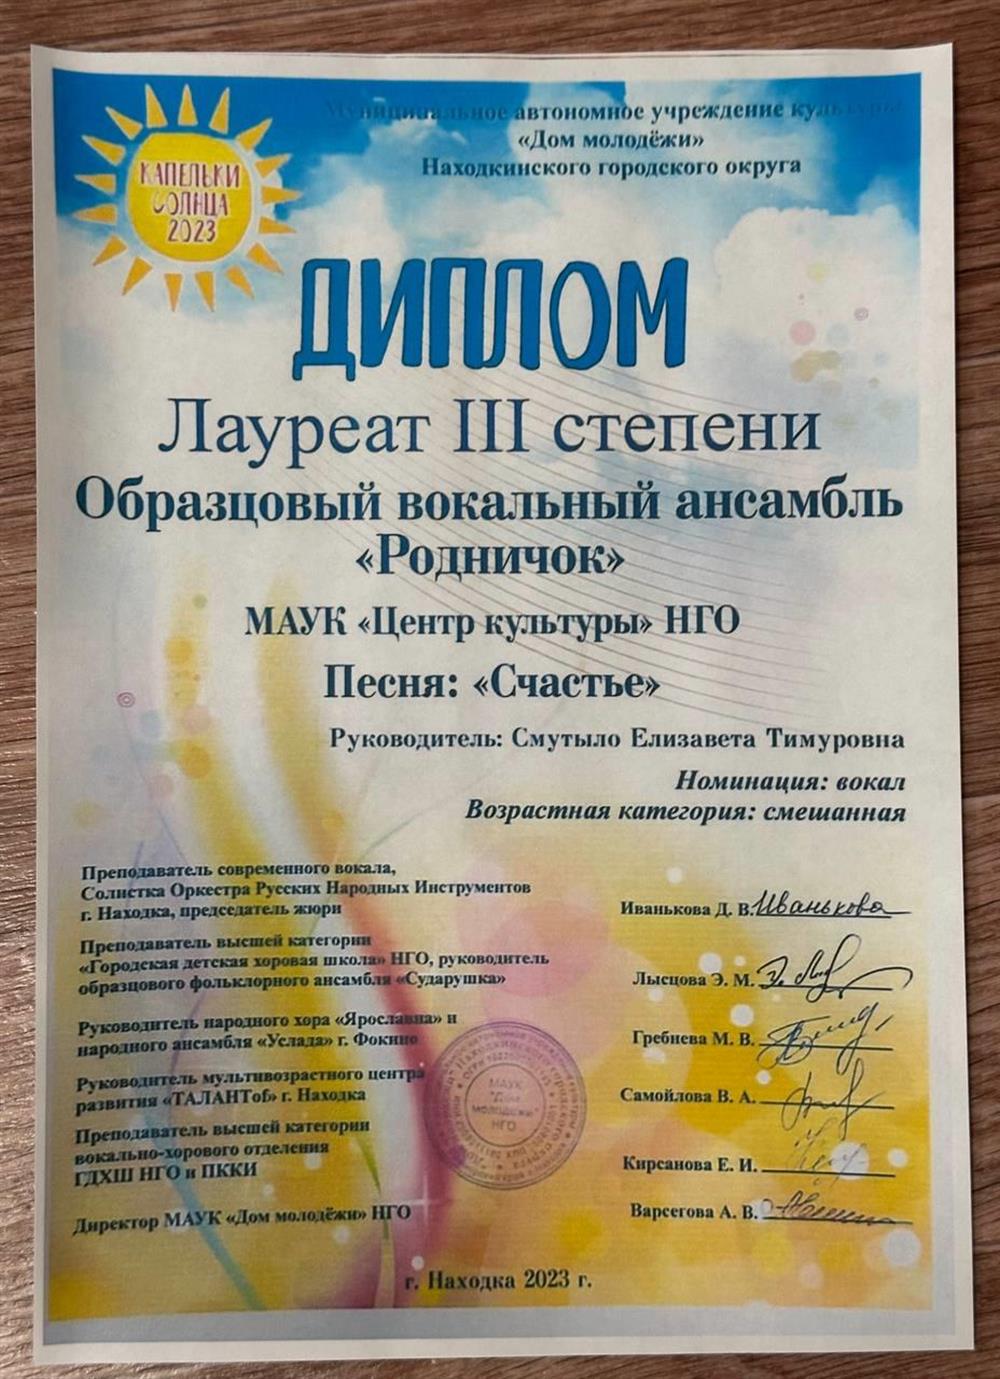 Муниципальное автономное учреждение культуры
«Дом молодёжи»
Находкинского городского округа
КАПЕЛЬКИ
СОЛНЦА
2023
ДИПЛОМ
Лауреат III степени
Образцовый вокальный ансамбль
«Родничок»
МАУК «Центр культуры» НГО
Песня: «Счастье»
Руководитель: Смутыло Елизавета Тимуровна
Номинация: вокал
Возрастная категория: смешанная
Преподаватель современного вокала,
Солистка Оркестра Русских Народных Инструментов
г. Находка, председатель жюри
Иванькова Д. В. Иванькова
Преподаватель высшей категории
«Городская детская хоровая школа» НГО, руководитель
образцового фольклорного ансамбля «Сударушка»
Лысцова Э. М.
Руководитель народного хора «Ярославна» и
народного ансамбля «Услада» г. Фокино
Гребнева М. В.
Руководитель мультивозрастного центра
развития «ТАЛАНТоf» г. Находка
Самойлова В. А.
Преподаватель высшей категории
вокально-хорового отделения
ГДХШ НГО и ПККИ
Кирсанова Е. И.
Директор МАУК «Дом молодёжи» НГО
Варсегова А. В.
МАУК
"Дом
молодежи"
НГО
г. Находка 2023 г.